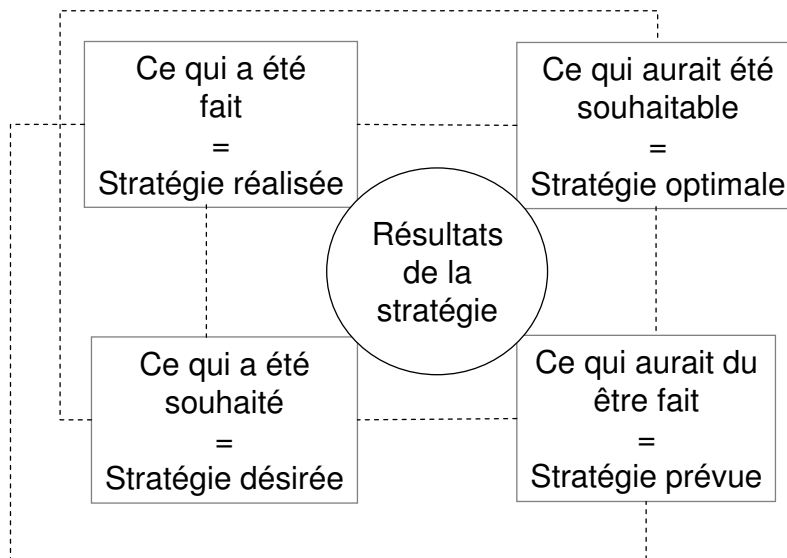 Ce qui a été
fait
=
Stratégie réalisée
Ce qui aurait été
souhaitable
=
Stratégie optimale
Résultats
de la
stratégie
Ce qui a été
souhaité
=
Stratégie désirée
Ce qui aurait du
être fait
=
Stratégie prévue